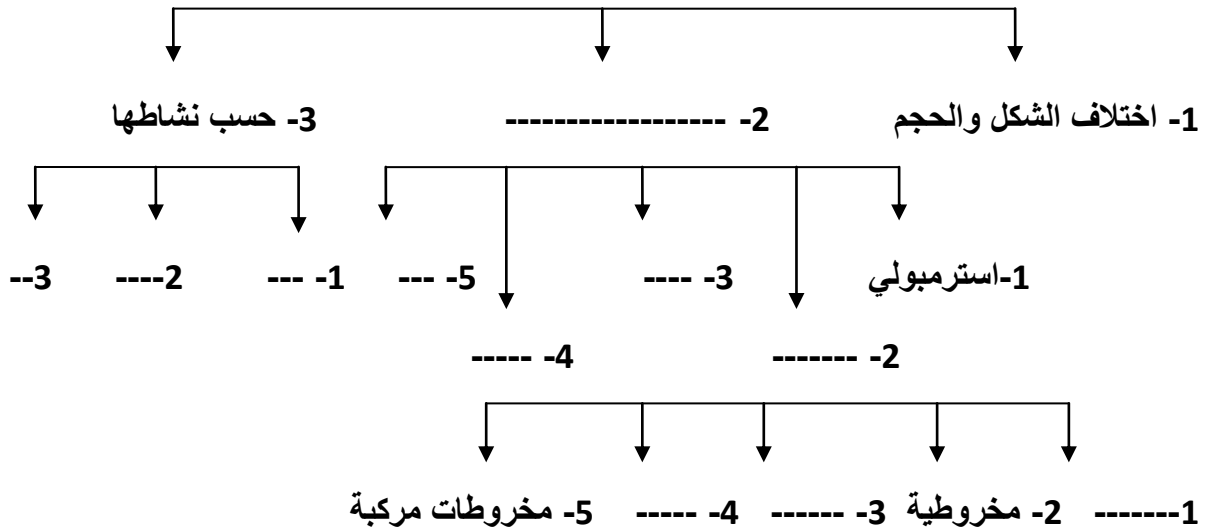 1- اختلاف الشكل والحجم 2- ------------------ 3- حسب نشاطها
1-استرمبولي 3- ---- 5- --- 1- --- 2---- 3--
2- ------- 4- -----
1------- 2- مخروطية 3- ------ 4- ----- 5- مخروطات مركبة